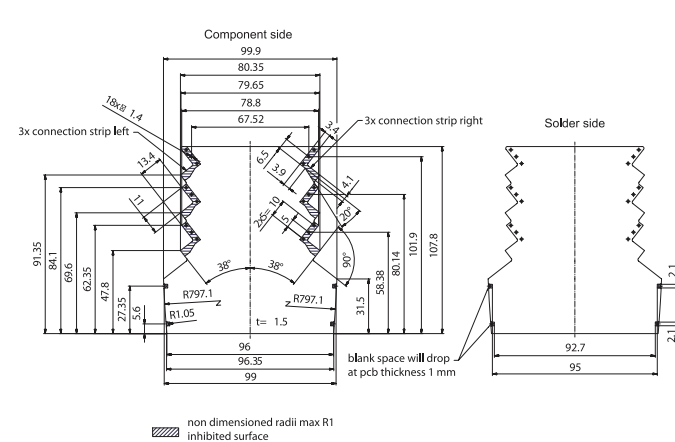 Component side
99.9
80.35
79.65
78.8
67.52
18x⌀ 1.4
3x connection strip left
3x connection strip right
3.4
6.5
3.9
13.4
11
4.1
2x5= 10
5
20°
90°
38°
38°
91.35
84.1
69.6
62.35
47.8
27.35
5.6
R797.1
R797.1
z
z
R1.05
t= 1.5
31.5
58.38
80.14
101.9
107.8
96
96.35
99
Solder side
2.1
2.1
92.7
95
blank space will drop
at pcb thickness 1 mm
non dimensioned radii max R1
inhibited surface